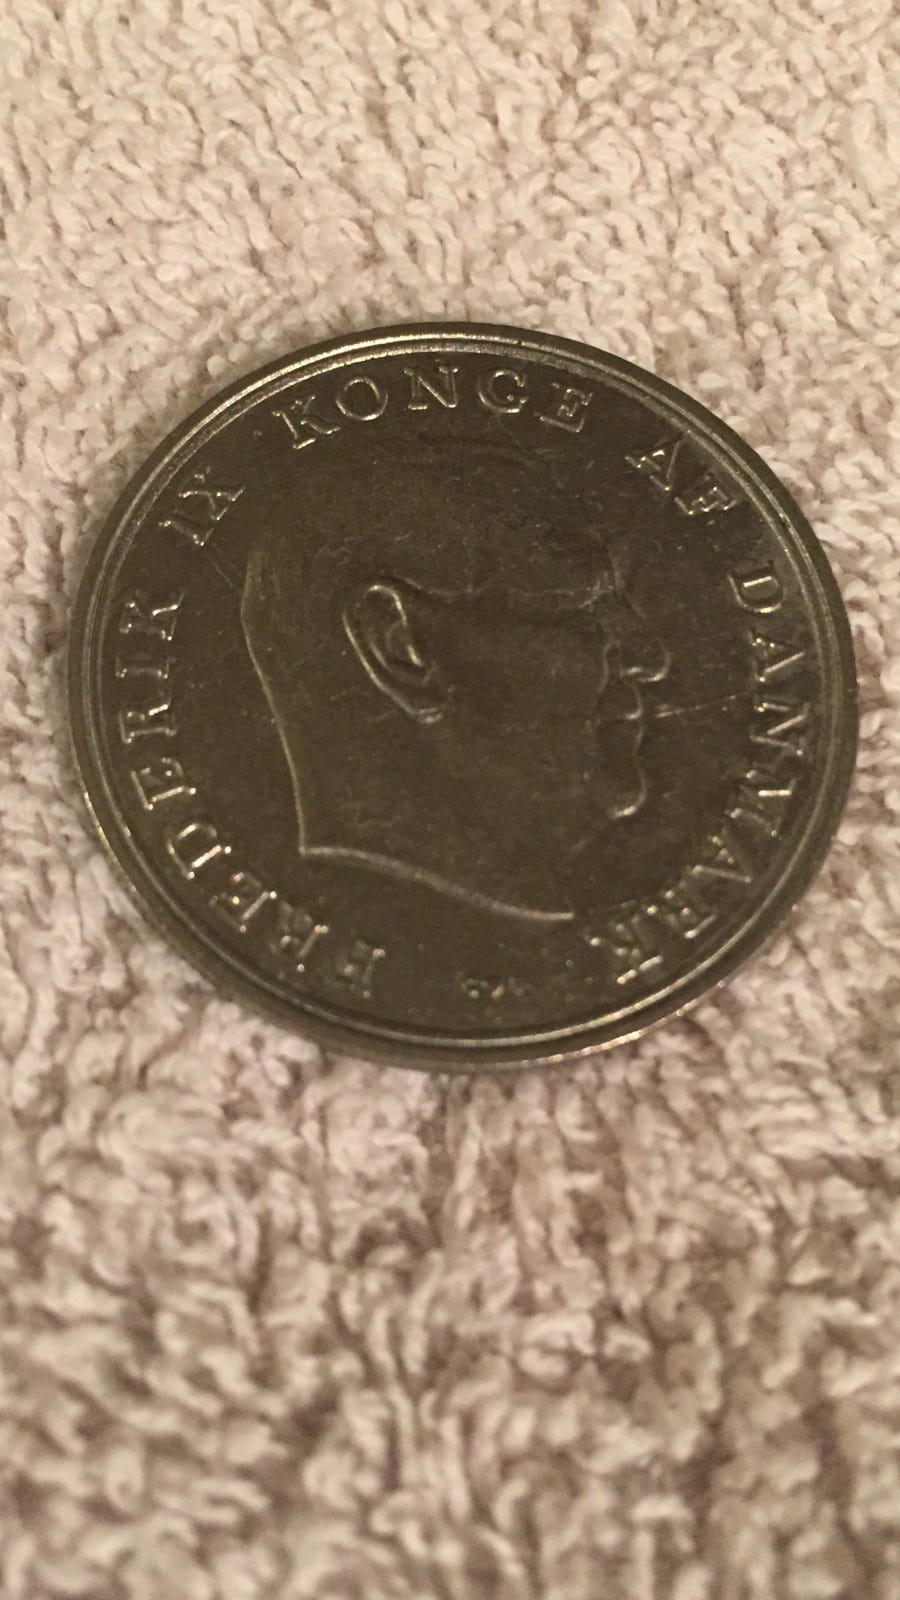 FREDERIK IX · KONGE AF DANMARK